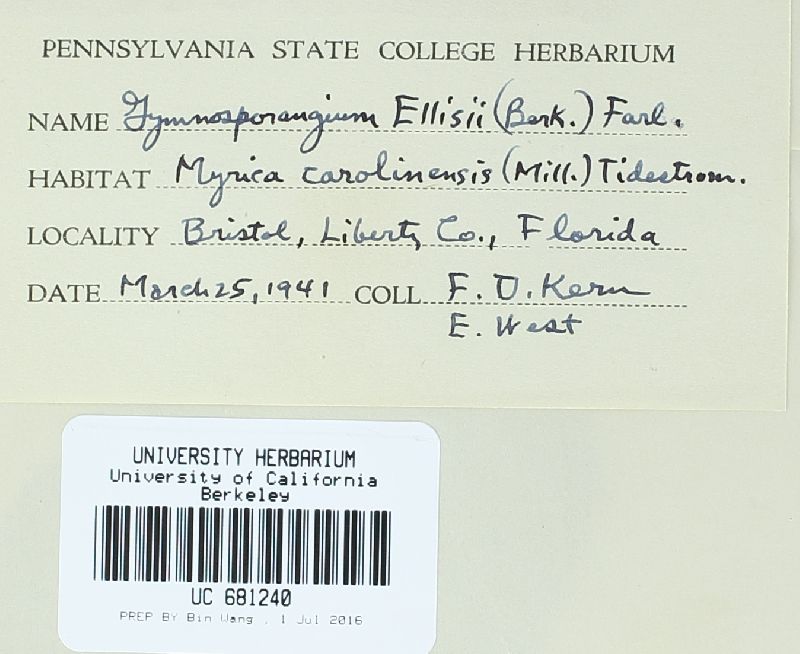 PENNSYLVANIA STATE COLLEGE HERBARIUM
NAME Gymnosporangium Ellisii (Berk.) Farl.
HABITAT Myrica carolinensis (Mill.) Tidestrom.
LOCALITY Bristol, Liberty Co., Florida
DATE March 25, 1941 COLL F. D. Kern
E. West
UNIVERSITY HERBARIUM
University of California
Berkeley
UC 681240
PREP BY Bin Wang , 1 Jul 2016